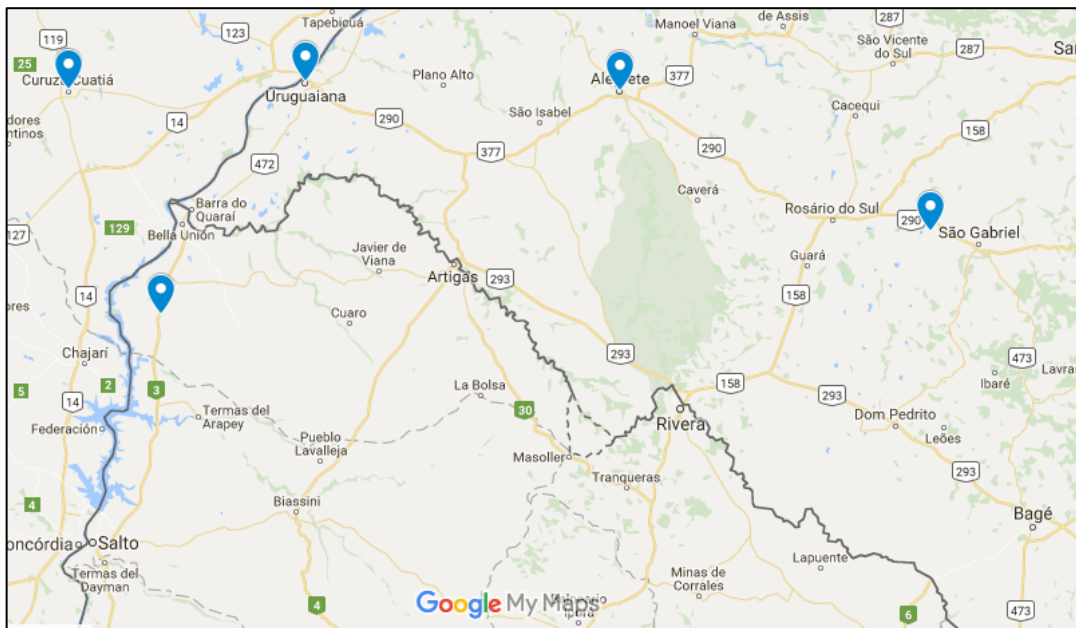 Tapebicuá
Manoel Viana
de Assis
287
119
123
São Vicente
do Sul
287
25
Curuzú Cuatiá
Plano Alto
377
Uruguaiana
São Isabel
Cacequi
158
14
290
377
290
472
Barra do
Quaraí
Caverá
Rosário do Sul
290
129
127
Bella Unión
Javier de
Viana
São Gabriel
Artigas
Guará
293
14
158
Cuaro
293
Chajarí
473
5
2
3
La Bolsa
158
Ibaré
Lavras
14
30
293
Termas del
Arapey
Dom Pedrito
Federación
Rivera
Leões
Pueblo
Lavalleja
Masoller
293
Tranqueras
4
Biassini
Bagé
Salto
Lapuente
Termas del
Dayman
Minas de
Corrales
4
Google My Maps
6
473